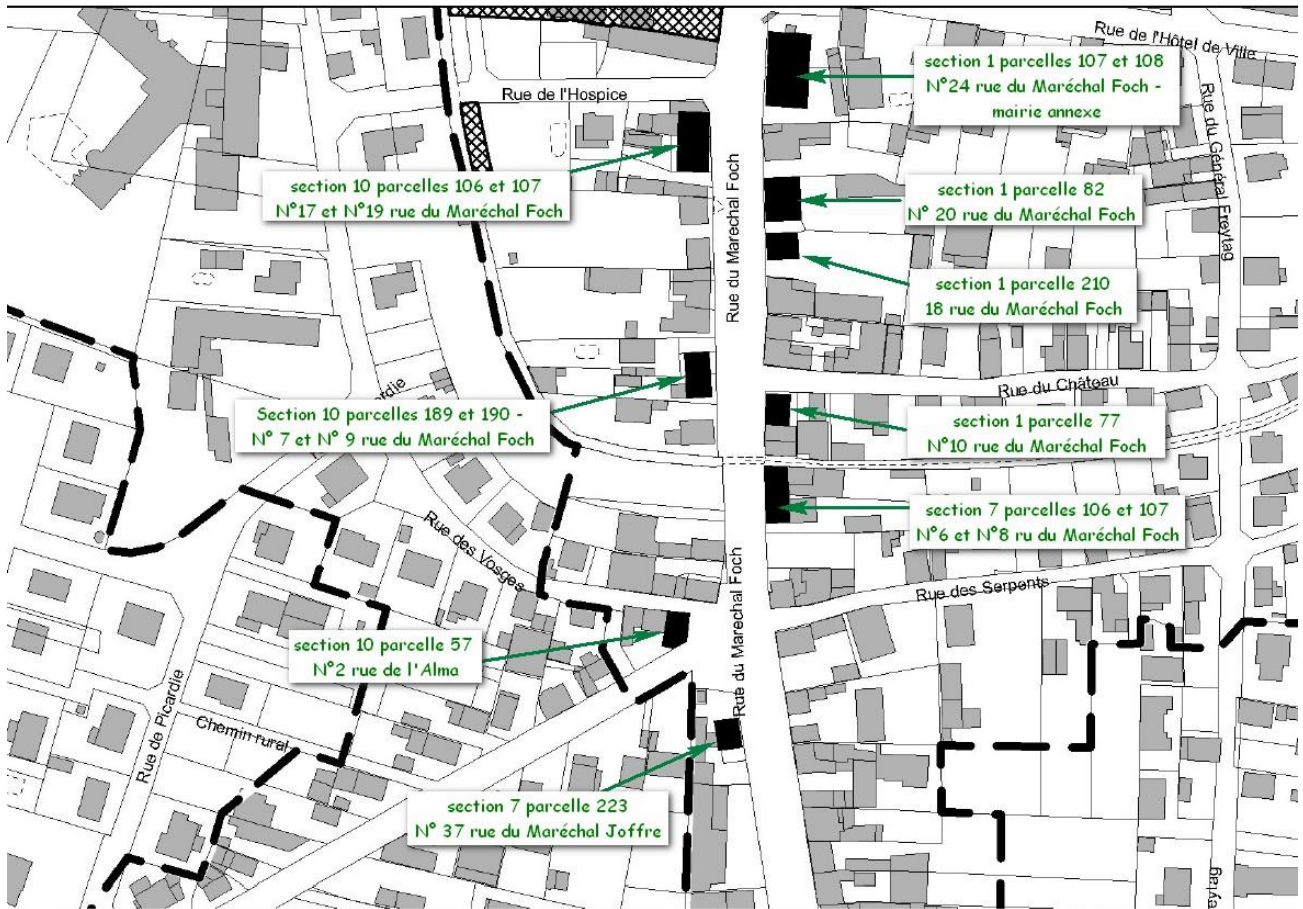 Rue de l'Hôtel de Ville
section 1 parcelles 107 et 108
N°24 rue du Maréchal Foch -
mairie annexe
Rue de l'Hospice
Rue du Général Freytag
section 10 parcelles 106 et 107
N°17 et N°19 rue du Maréchal Foch
Rue du Marechal Foch
section 1 parcelle 82
N° 20 rue du Maréchal Foch
section 1 parcelle 210
18 rue du Maréchal Foch
Rue du Château
ardie
Section 10 parcelles 189 et 190 -
N° 7 et N° 9 rue du Maréchal Foch
section 1 parcelle 77
N°10 rue du Maréchal Foch
section 7 parcelles 106 et 107
N°6 et N°8 ru du Maréchal Foch
Rue des Vosges
Rue du Marechal Foch
Rue des Serpents
section 10 parcelle 57
N°2 rue de l'Alma
Rue de Picardie
Chemin rural
section 7 parcelle 223
N° 37 rue du Maréchal Joffre
eytag